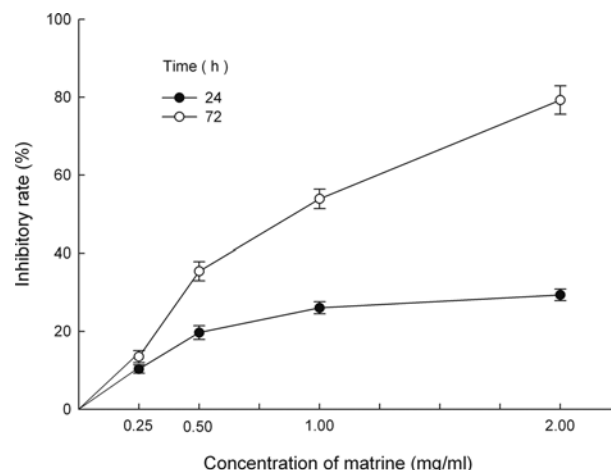 100
80
60
40
20
0
Inhibitory rate (%)
Time ( h )
24
72
0.25 0.50 1.00 2.00
Concentration of matrine (mg/ml)